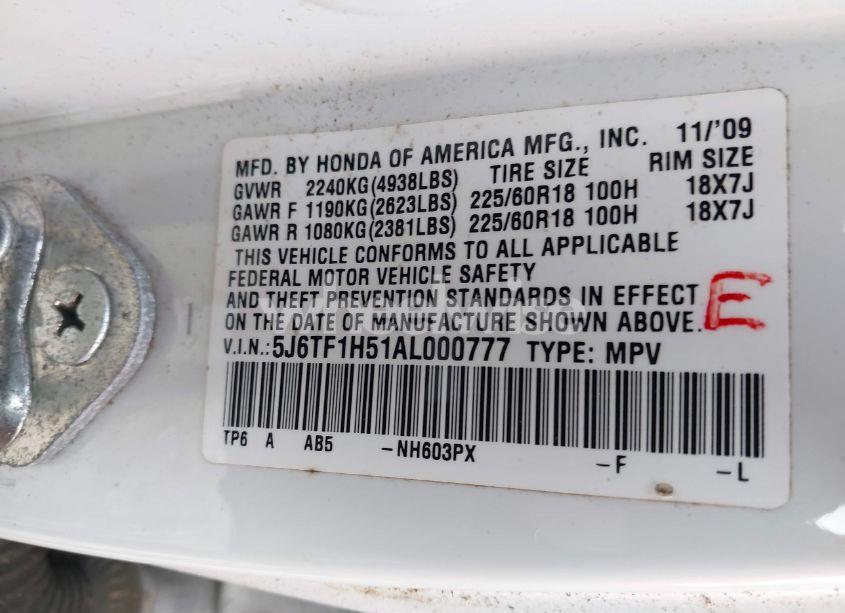 MFD. BY HONDA OF AMERICA MFG., INC. 11/'09
GVWR 2240KG(4938LBS) TIRE SIZE RIM SIZE
GAWR F 1190KG(2623LBS) 225/60R18 100H 18X7J
GAWR R 1080KG(2381LBS) 225/60R18 100H 18X7J
THIS VEHICLE CONFORMS TO ALL APPLICABLE
FEDERAL MOTOR VEHICLE SAFETY
AND THEFT PREVENTION STANDARDS IN EFFECT
ON THE DATE OF MANUFACTURE SHOWN ABOVE.
E
V.I.N.:5J6TF1H51AL000777 TYPE: MPV
TP6 A AB5 -NH603PX -F -L